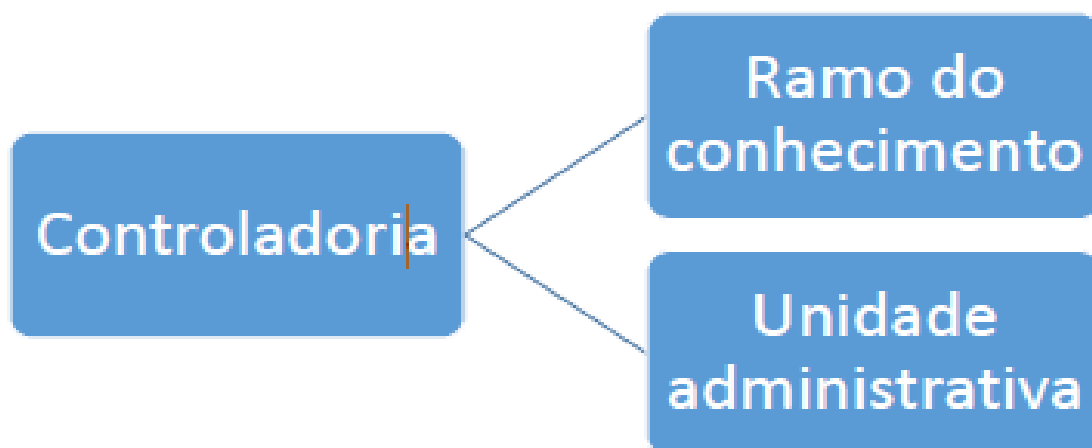 Controladoria
Ramo do
conhecimento
Unidade
administrativa